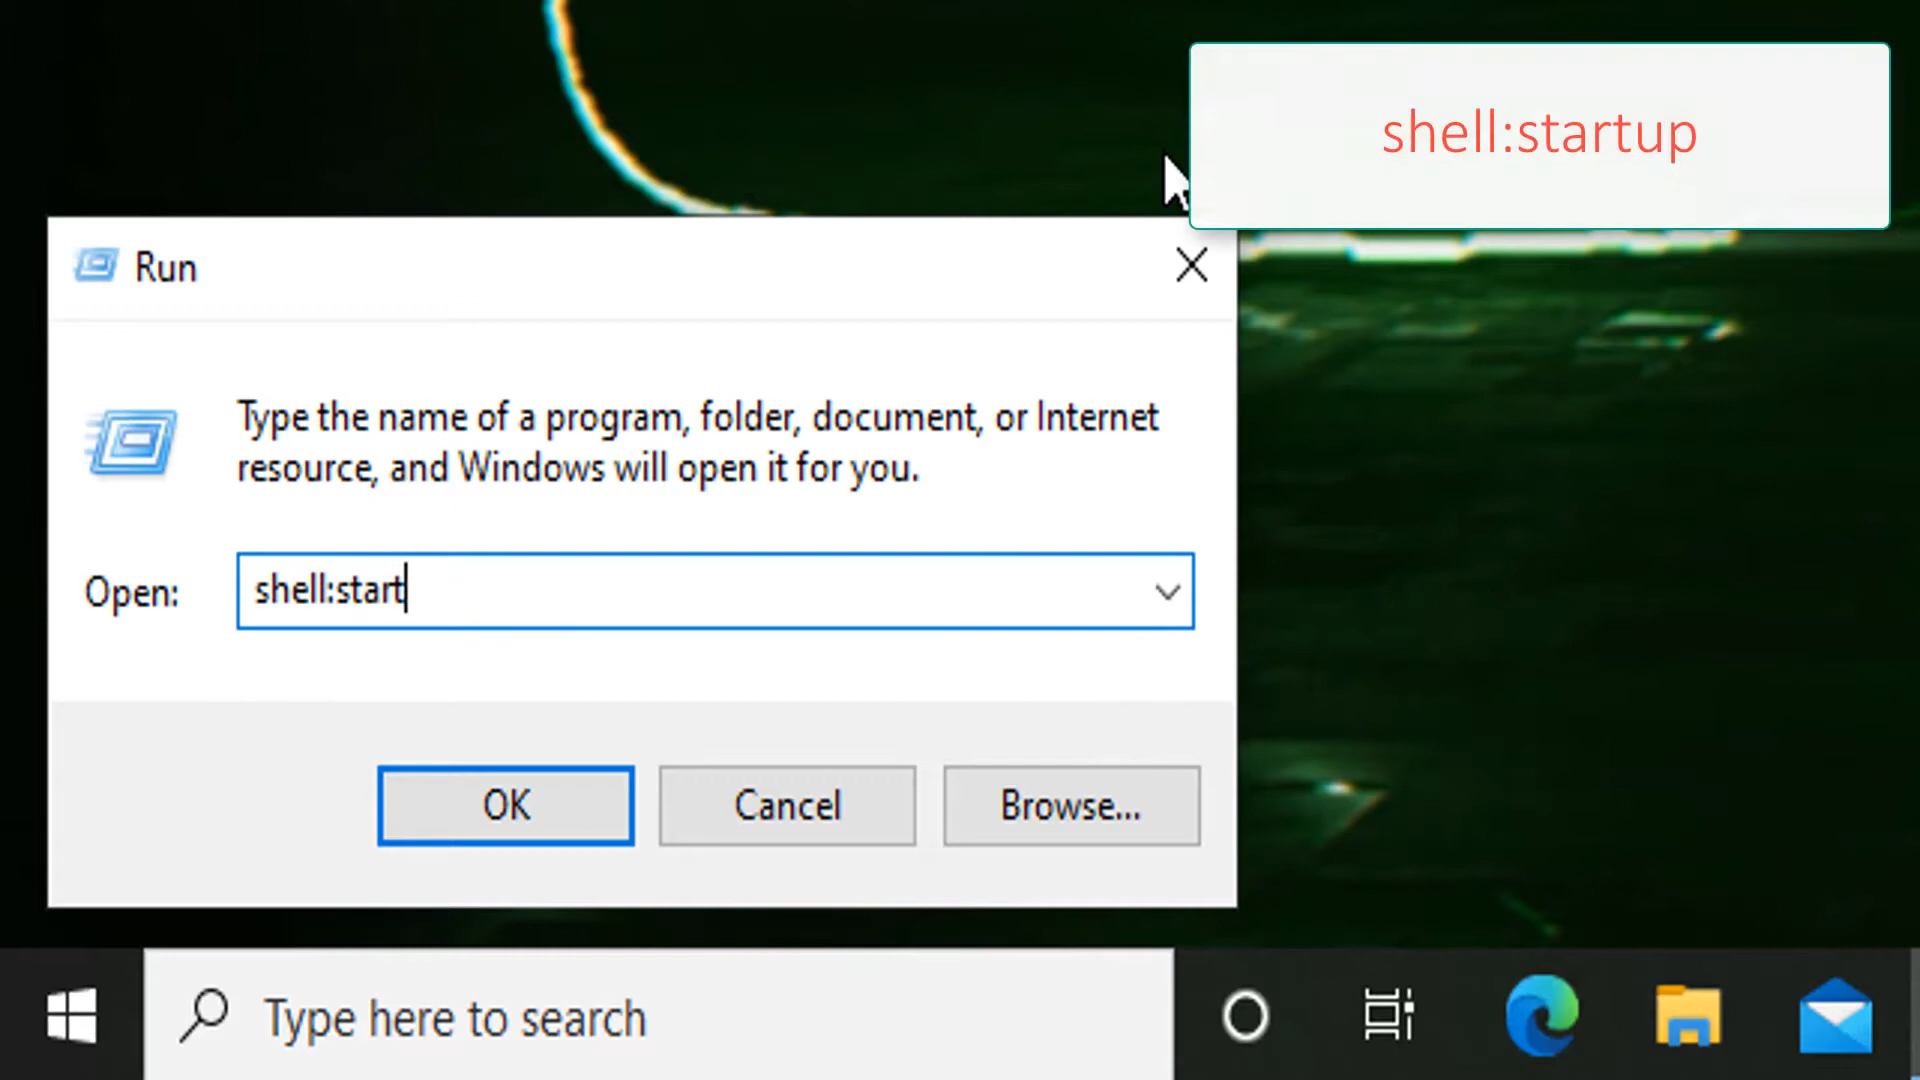 shell:startup
Run
Type the name of a program, folder, document, or Internet
resource, and Windows will open it for you.
Open:
shell:start
OK
Cancel
Browse...
Type here to search